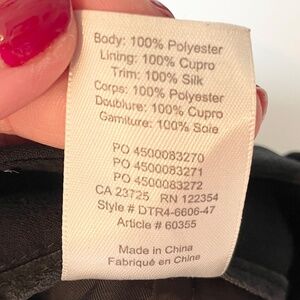 Body: 100% Polyester
Lining: 100% Cupro
Trim: 100% Silk
Corps: 100% Polyester
Doublure: 100% Cupro
Garniture: 100% Soie
PO 4500083270
PO 4500083271
PO 4500083272
CA 23725 RN 122354
Style # DTR4-6606-47
Article # 60355
Made in China
Fabriqué en Chine